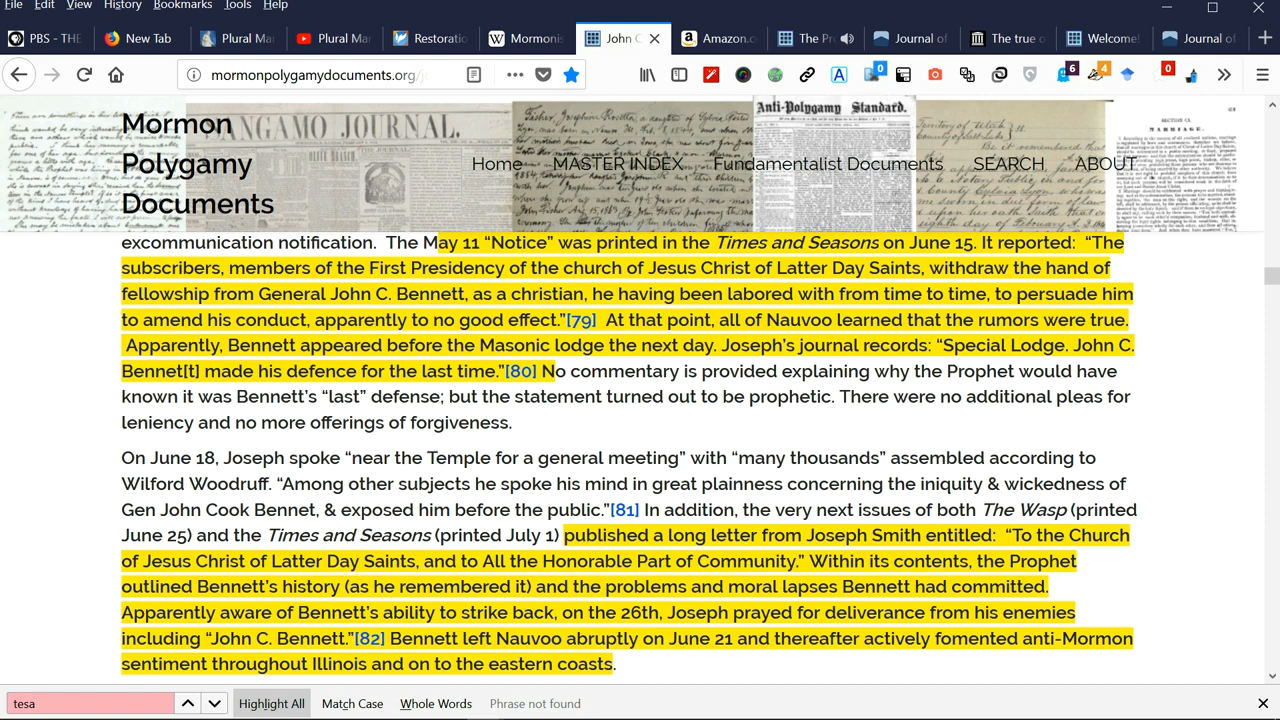 File Edit View History Bookmarks Tools Help
PBS - THE New Tab Plural Mar Plural Mar Restoratio Mormonis John C Amazon.c The Pr Journal of The true o Welcome! Journal of
mormonpolygamydocuments.org/j
0 6 4 0
Mormon
Polygamy
Documents
NGAMO JOURNAL.
Anti-Polygamy Standard.
MARRIAGE.
Home MASTER INDEX Fundamentalist Documents SEARCH ABOUT
excommunication notification. The May 11 “Notice” was printed in the Times and Seasons on June 15. It reported: “The
subscribers, members of the First Presidency of the church of Jesus Christ of Latter Day Saints, withdraw the hand of
fellowship from General John C. Bennett, as a christian, he having been labored with from time to time, to persuade him
to amend his conduct, apparently to no good effect.”[79] At that point, all of Nauvoo learned that the rumors were true.
Apparently, Bennett appeared before the Masonic lodge the next day. Joseph’s journal records: “Special Lodge. John C.
Bennet[t] made his defence for the last time.”[80] No commentary is provided explaining why the Prophet would have
known it was Bennett’s “last” defense; but the statement turned out to be prophetic. There were no additional pleas for
leniency and no more offerings of forgiveness.
On June 18, Joseph spoke “near the Temple for a general meeting” with “many thousands” assembled according to
Wilford Woodruff. “Among other subjects he spoke his mind in great plainness concerning the iniquity & wickedness of
Gen John Cook Bennet, & exposed him before the public.”[81] In addition, the very next issues of both The Wasp (printed
June 25) and the Times and Seasons (printed July 1) published a long letter from Joseph Smith entitled: “To the Church
of Jesus Christ of Latter Day Saints, and to All the Honorable Part of Community.” Within its contents, the Prophet
outlined Bennett’s history (as he remembered it) and the problems and moral lapses Bennett had committed.
Apparently aware of Bennett’s ability to strike back, on the 26th, Joseph prayed for deliverance from his enemies
including “John C. Bennett.”[82] Bennett left Nauvoo abruptly on June 21 and thereafter actively fomented anti-Mormon
sentiment throughout Illinois and on to the eastern coasts.
tesa Highlight All Match Case Whole Words Phrase not found